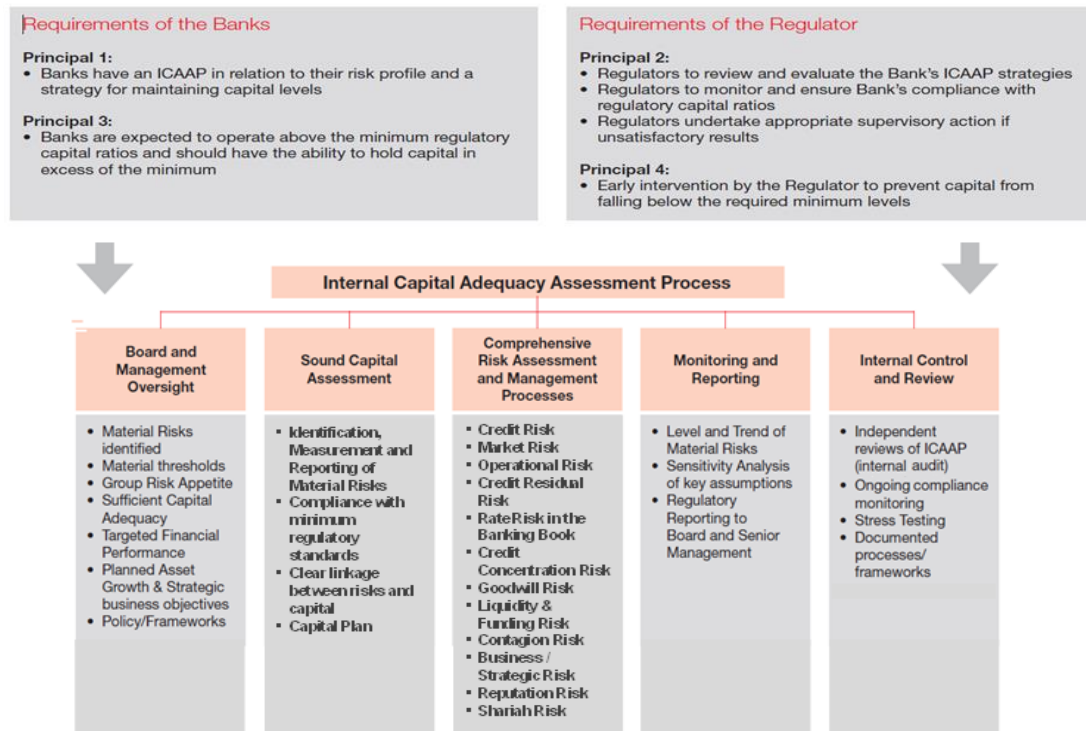 Requirements of the Banks
Principal 1:
• Banks have an ICAAP in relation to their risk profile and a
strategy for maintaining capital levels
Principal 3:
• Banks are expected to operate above the minimum regulatory
capital ratios and should have the ability to hold capital in
excess of the minimum
Requirements of the Regulator
Principal 2:
• Regulators to review and evaluate the Bank's ICAAP strategies
• Regulators to monitor and ensure Bank's compliance with
regulatory capital ratios
• Regulators undertake appropriate supervisory action if
unsatisfactory results
Principal 4:
• Early intervention by the Regulator to prevent capital from
falling below the required minimum levels
Internal Capital Adequacy Assessment Process
Board and
Management
Oversight
• Material Risks
identified
• Material thresholds
• Group Risk Appetite
• Sufficient Capital
Adequacy
• Targeted Financial
Performance
• Planned Asset
Growth & Strategic
business objectives
• Policy/Frameworks
Sound Capital
Assessment
▪ Identification,
Measurement and
Reporting of
Material Risks
▪ Compliance with
minimum
regulatory
standards
▪ Clear linkage
between risks and
capital
▪ Capital Plan
Comprehensive
Risk Assessment
and Management
Processes
▪ Credit Risk
▪ Market Risk
▪ Operational Risk
▪ Credit Residual
Risk
▪ Rate Risk in the
Banking Book
▪ Credit
Concentration Risk
▪ Goodwill Risk
▪ Liquidity &
Funding Risk
▪ Contagion Risk
▪ Business /
Strategic Risk
▪ Reputation Risk
▪ Shariah Risk
Monitoring and
Reporting
• Level and Trend of
Material Risks
• Sensitivity Analysis
of key assumptions
• Regulatory
Reporting to
Board and Senior
Management
Internal Control
and Review
• Independent
reviews of ICAAP
(internal audit)
• Ongoing compliance
monitoring
• Stress Testing
• Documented
processes/
frameworks